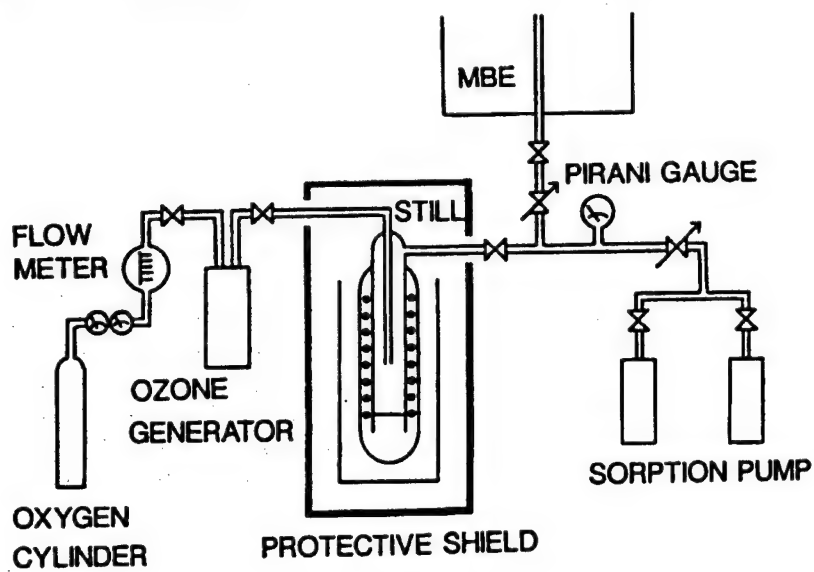 MBE
PIRANI GAUGE
STILL
FLOW
METER
OZONE
GENERATOR
SORPTION PUMP
OXYGEN
CYLINDER
PROTECTIVE SHIELD